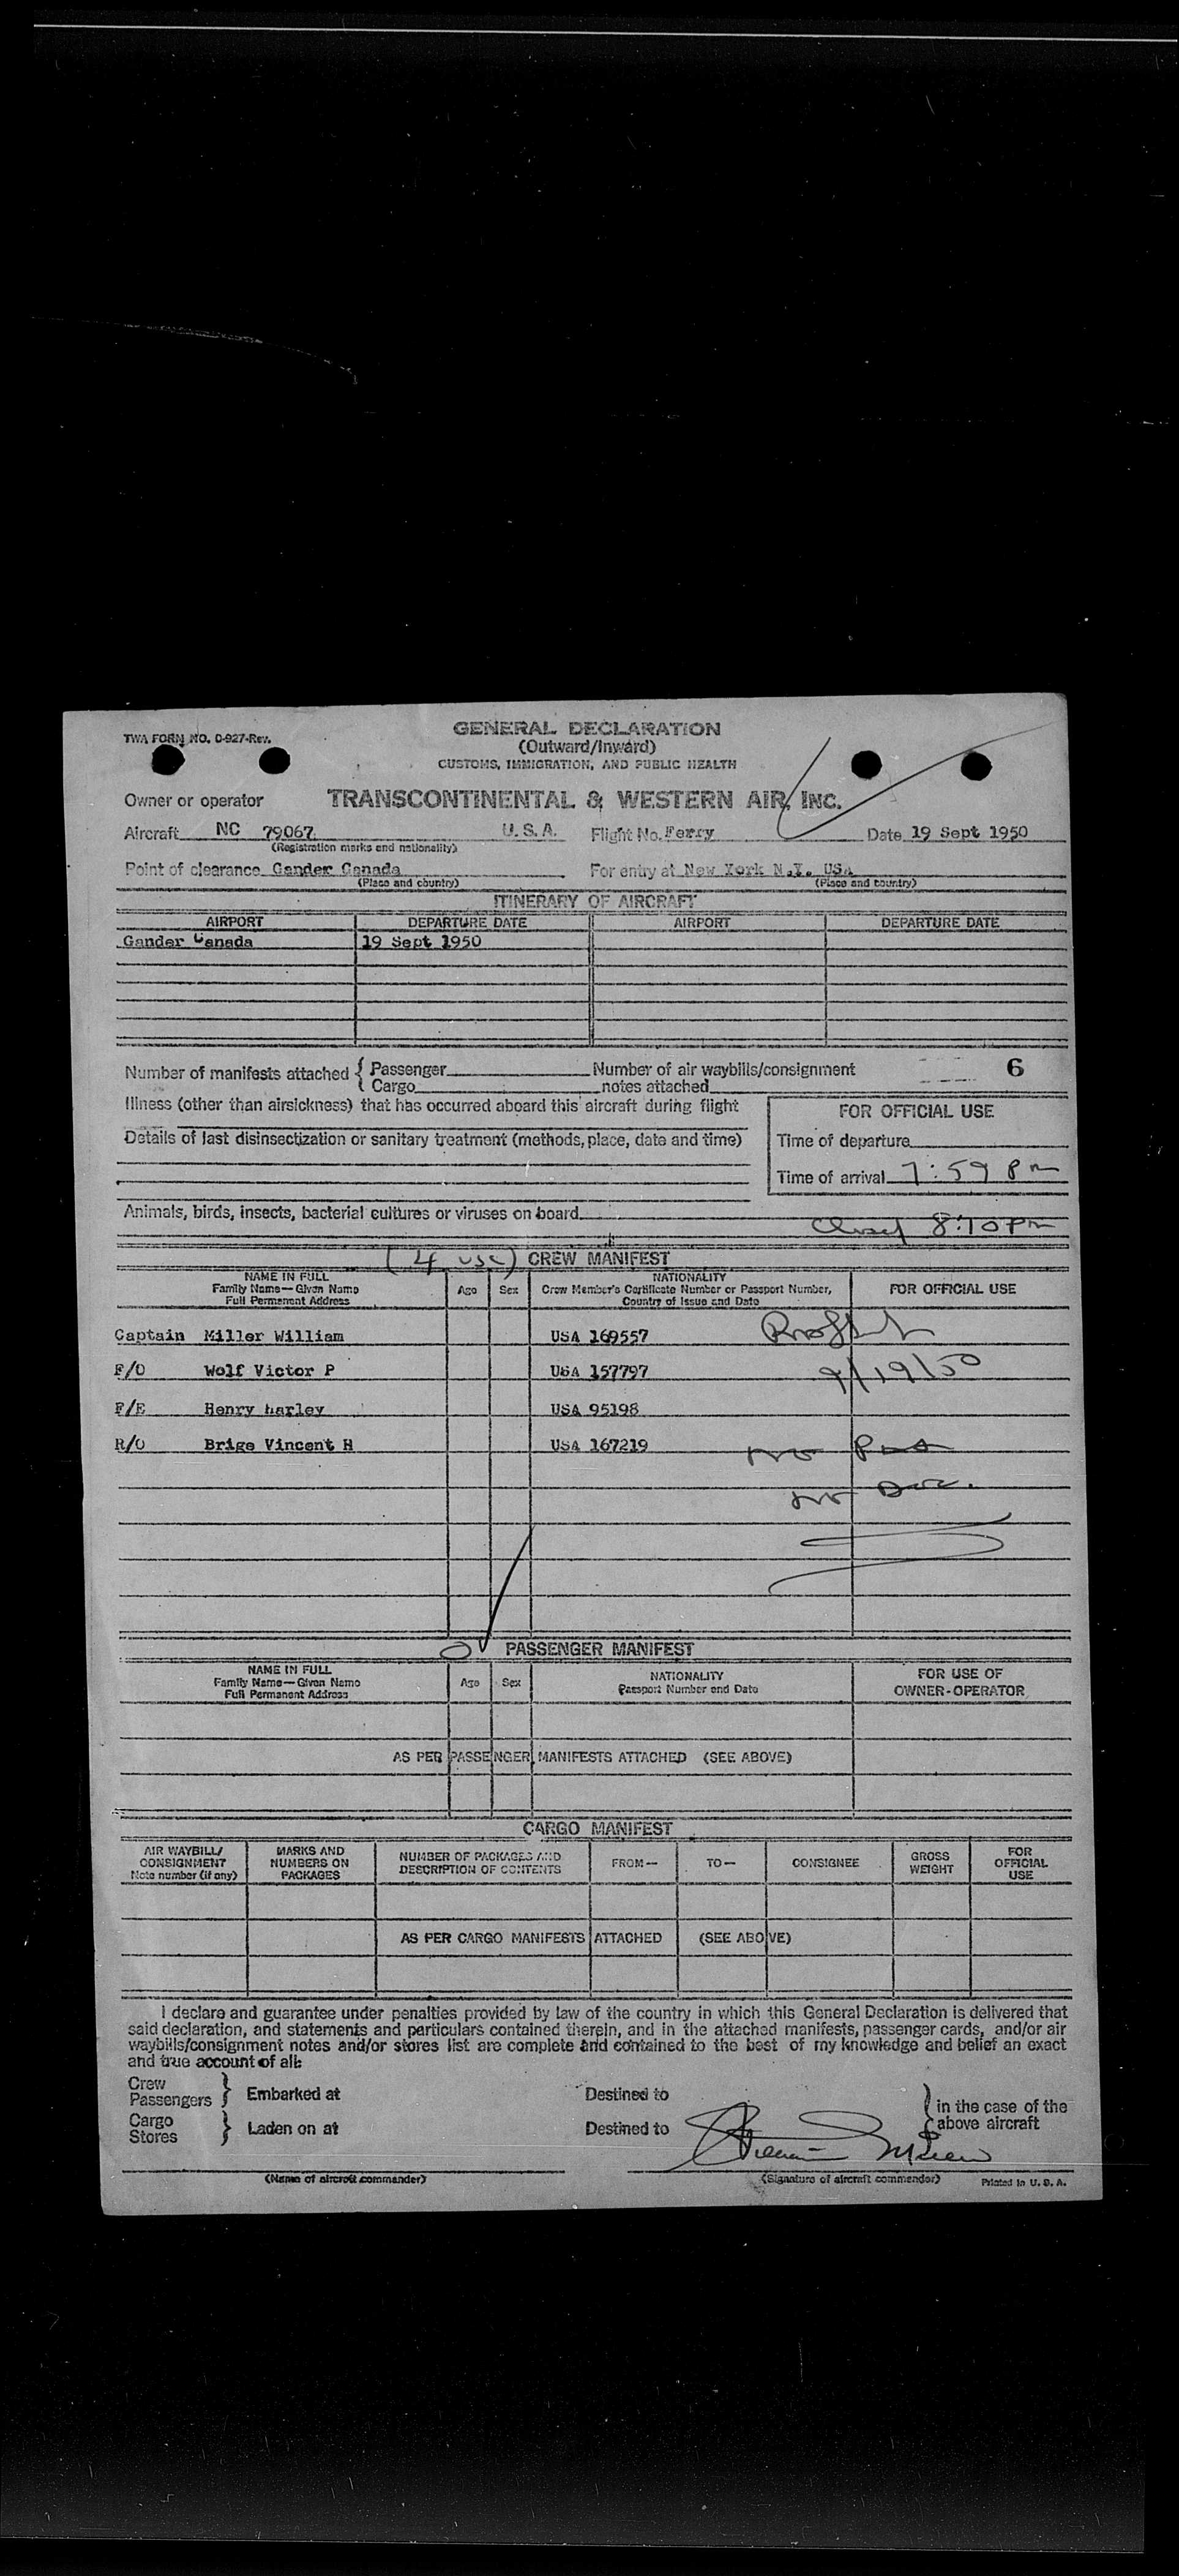 TWA FORM NO. O-927-Rev.
GENERAL DECLARATION
(Outward/Inward)
CUSTOMS, IMMIGRATION, AND PUBLIC HEALTH
Owner or operator TRANSCONTINENTAL & WESTERN AIR, INC.
Aircraft NC 79067 U.S.A. Flight No. Ferry Date 19 Sept 1950
(Registration marks and nationality)
Point of clearance Gander Canada For entry at New York N.Y. USA
(Place and country) (Place and country)
ITINERARY OF AIRCRAFT
AIRPORT DEPARTURE DATE AIRPORT DEPARTURE DATE
Gander Canada 19 Sept 1950
Number of manifests attached { Passenger Number of air waybills/consignment 6
{ Cargo notes attached
Illness (other than airsickness) that has occurred aboard this aircraft during flight
FOR OFFICIAL USE
Details of last disinsectization or sanitary treatment (methods, place, date and time)
Time of departure
Time of arrival 7:59 Pm
Animals, birds, insects, bacterial cultures or viruses on board
Closed 8:10 Pm
(4 USC) CREW MANIFEST
NAME IN FULL
Family Name—Given Name
Full Permanent Address
Age Sex
NATIONALITY
Crew Member's Certificate Number or Passport Number,
Country of Issue and Date
FOR OFFICIAL USE
Captain Miller William USA 169557
F/O Wolf Victor P USA 157797 9/19/50
F/E Henry harley USA 95198
R/O Brige Vincent H USA 167219 no Pax
no Doc.
0 PASSENGER MANIFEST
NAME IN FULL
Family Name—Given Name
Full Permanent Address
Age Sex
NATIONALITY
Passport Number and Date
FOR USE OF
OWNER-OPERATOR
AS PER PASSENGER MANIFESTS ATTACHED (SEE ABOVE)
CARGO MANIFEST
AIR WAYBILL/
CONSIGNMENT
Note number (if any)
MARKS AND
NUMBERS ON
PACKAGES
NUMBER OF PACKAGES AND
DESCRIPTION OF CONTENTS
FROM— TO— CONSIGNEE
GROSS
WEIGHT
FOR
OFFICIAL
USE
AS PER CARGO MANIFESTS ATTACHED (SEE ABOVE)
I declare and guarantee under penalties provided by law of the country in which this General Declaration is delivered that
said declaration, and statements and particulars contained therein, and in the attached manifests, passenger cards, and/or air
waybills/consignment notes and/or stores list are complete and contained to the best of my knowledge and belief an exact
and true account of all:
Crew
Passengers } Embarked at Destined to
Cargo
Stores } Laden on at Destined to
{ in the case of the
above aircraft
William Miller
(Name of aircraft commander) (Signature of aircraft commander) Printed in U. S. A.